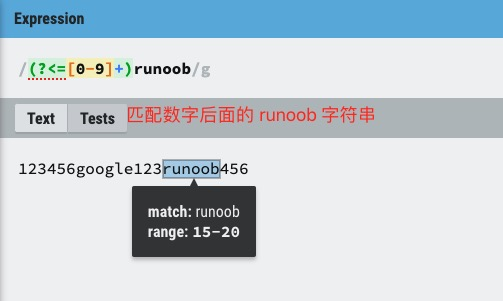 Expression
/(?<=[0-9]+)runoob/g
Text Tests 匹配数字后面的 runoob 字符串
123456google123runoob456
match: runoob
range: 15-20